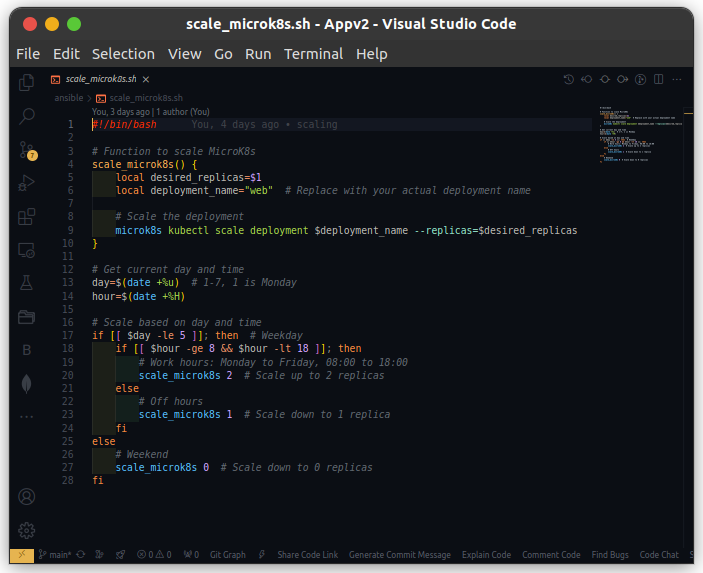 scale_microk8s.sh - Appv2 - Visual Studio Code
File Edit Selection View Go Run Terminal Help
scale_microk8s.sh ×
ansible > scale_microk8s.sh
You, 3 days ago | 1 author (You)
1 #!/bin/bash You, 4 days ago • scaling
2
3 # Function to scale MicroK8s
4 scale_microk8s() {
5 local desired_replicas=$1
6 local deployment_name="web" # Replace with your actual deployment name
7
8 # Scale the deployment
9 microk8s kubectl scale deployment $deployment_name --replicas=$desired_replicas
10 }
11
12 # Get current day and time
13 day=$(date +%u) # 1-7, 1 is Monday
14 hour=$(date +%H)
15
16 # Scale based on day and time
17 if [[ $day -le 5 ]]; then # Weekday
18 if [[ $hour -ge 8 && $hour -lt 18 ]]; then
19 # Work hours: Monday to Friday, 08:00 to 18:00
20 scale_microk8s 2 # Scale up to 2 replicas
21 else
22 # Off hours
23 scale_microk8s 1 # Scale down to 1 replica
24 fi
25 else
26 # Weekend
27 scale_microk8s 0 # Scale down to 0 replicas
28 fi
7
B
main* 0 0 0 Git Graph Share Code Link Generate Commit Message Explain Code Comment Code Find Bugs Code Chat S